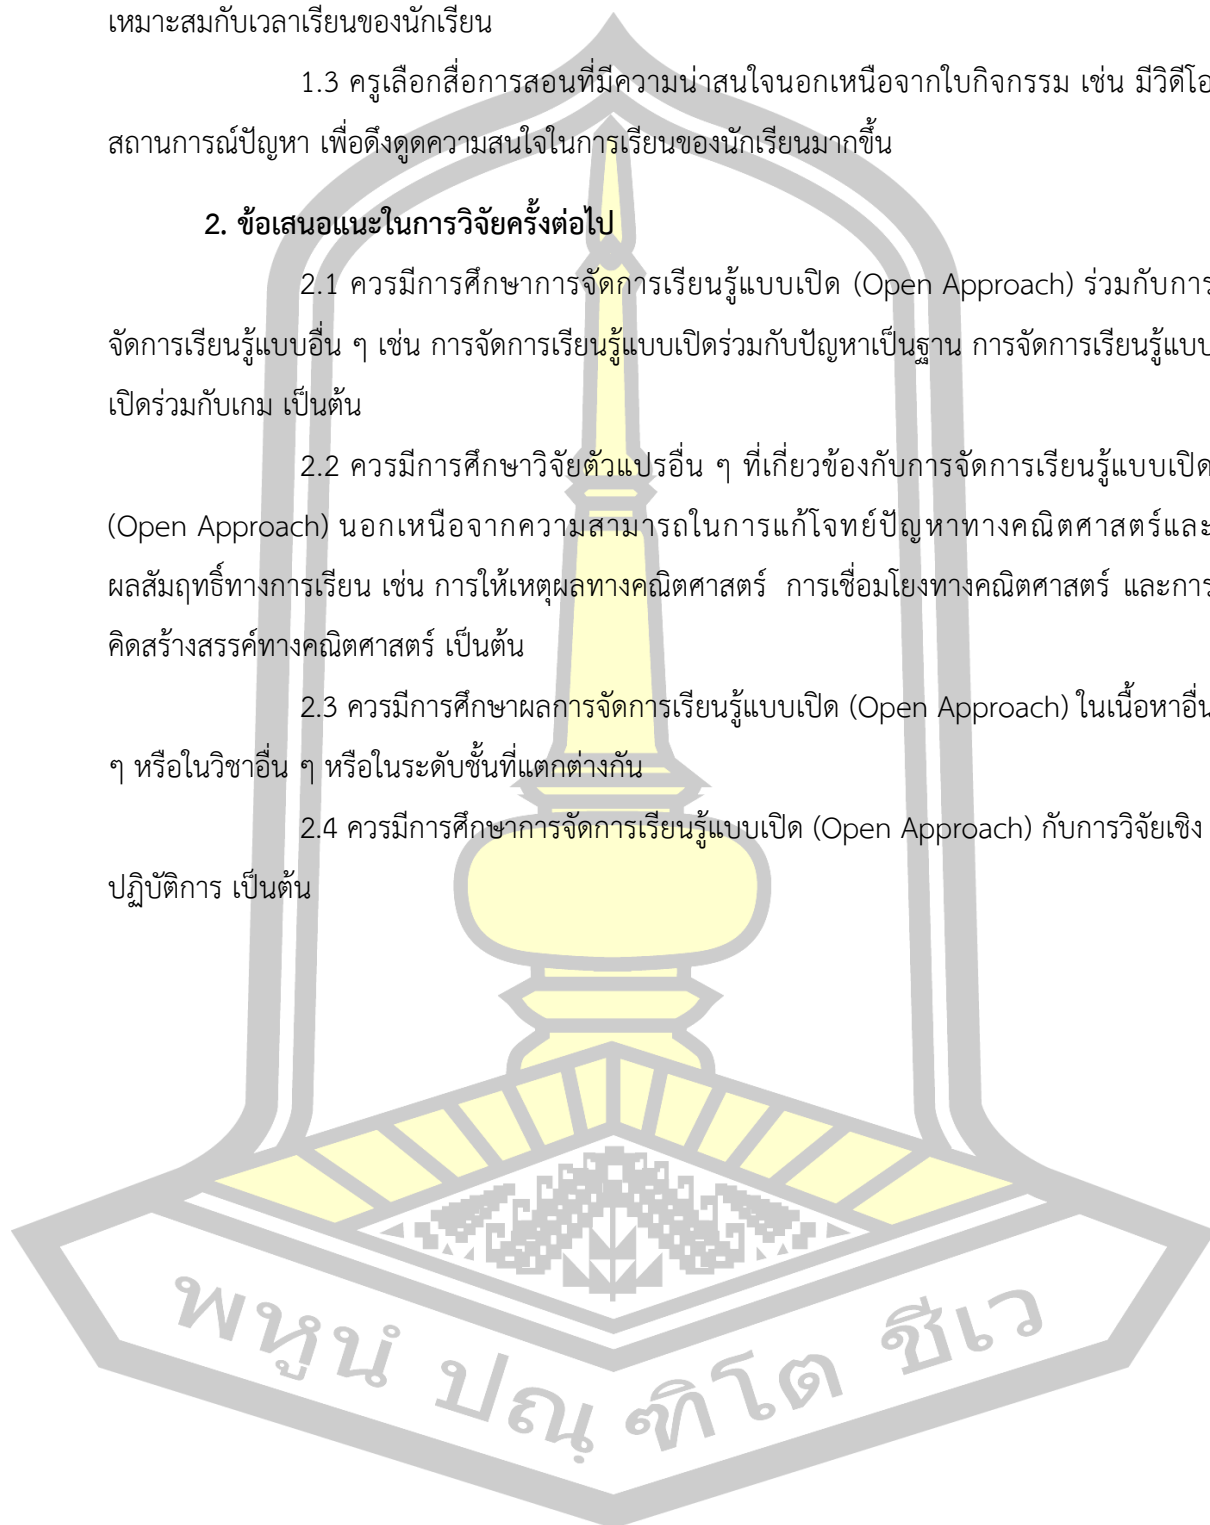 เหมาะสมกับเวลาเรียนของนักเรียน
1.3 ครูเลือกสื่อการสอนที่มีความน่าสนใจนอกเหนือจากใบกิจกรรม เช่น มีวิดีโอ
สถานการณ์ปัญหา เพื่อดึงดูดความสนใจในการเรียนของนักเรียนมากขึ้น
2. ข้อเสนอแนะในการวิจัยครั้งต่อไป
2.1 ควรมีการศึกษาการจัดการเรียนรู้แบบเปิด (Open Approach) ร่วมกับการ
จัดการเรียนรู้แบบอื่น ๆ เช่น การจัดการเรียนรู้แบบเปิดร่วมกับปัญหาเป็นฐาน การจัดการเรียนรู้แบบ
เปิดร่วมกับเกม เป็นต้น
2.2 ควรมีการศึกษาวิจัยตัวแปรอื่น ๆ ที่เกี่ยวข้องกับการจัดการเรียนรู้แบบเปิด
(Open Approach) นอกเหนือจากความสามารถในการแก้โจทย์ปัญหาทางคณิตศาสตร์และ
ผลสัมฤทธิ์ทางการเรียน เช่น การให้เหตุผลทางคณิตศาสตร์ การเชื่อมโยงทางคณิตศาสตร์ และการ
คิดสร้างสรรค์ทางคณิตศาสตร์ เป็นต้น
2.3 ควรมีการศึกษาผลการจัดการเรียนรู้แบบเปิด (Open Approach) ในเนื้อหาอื่น
ๆ หรือในวิชาอื่น ๆ หรือในระดับชั้นที่แตกต่างกัน
2.4 ควรมีการศึกษาการจัดการเรียนรู้แบบเปิด (Open Approach) กับการวิจัยเชิง
ปฏิบัติการ เป็นต้น
พหูนํ ปณฺฑิโต ชีเว